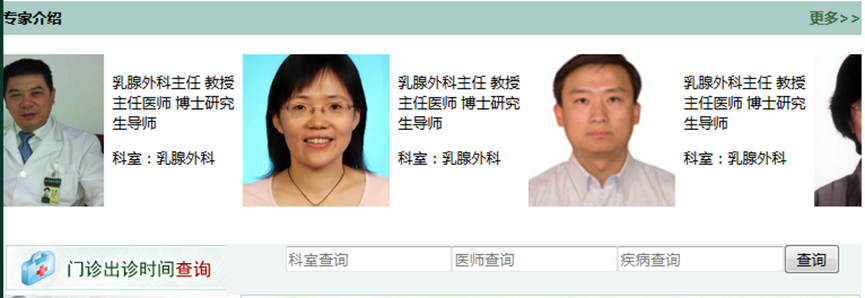 专家介绍
更多>>
乳腺外科主任 教授
主任医师 博士研究
生导师
科室：乳腺外科
乳腺外科主任 教授
主任医师 博士研究
生导师
科室：乳腺外科
乳腺外科主任 教授
主任医师 博士研究
生导师
科室：乳腺外科
门诊出诊时间查询
科室查询
医师查询
疾病查询
查询